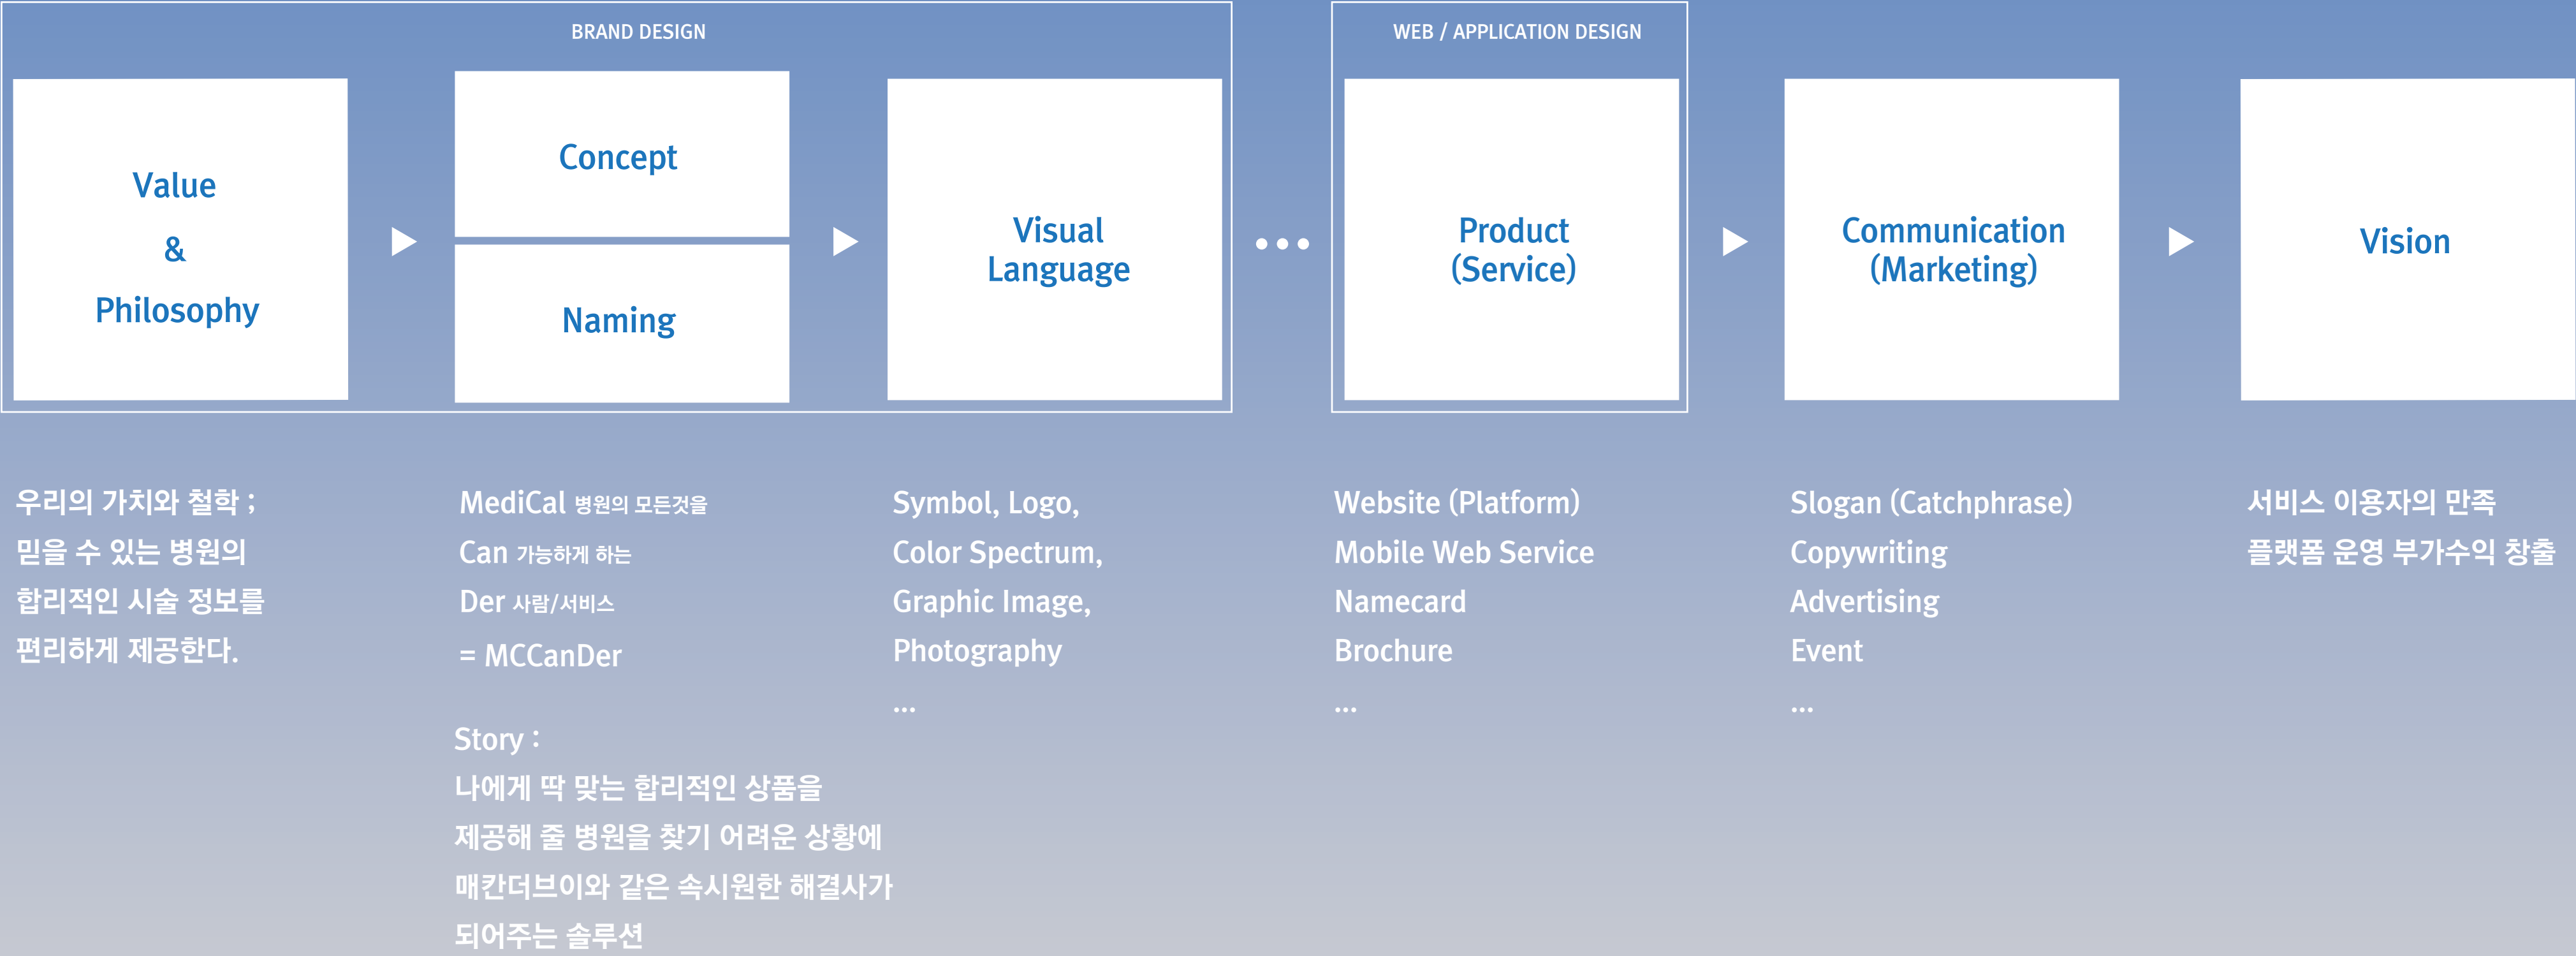 BRAND DESIGN
WEB / APPLICATION DESIGN
Value
&
Philosophy
Concept
Naming
Visual
Language
Product
(Service)
Communication
(Marketing)
Vision
우리의 가치와 철학 ;
믿을 수 있는 병원의
합리적인 시술 정보를
편리하게 제공한다.
MediCal 병원의 모든것을
Can 가능하게 하는
Der 사람/서비스
= MCCanDer
Story :
나에게 딱 맞는 합리적인 상품을
제공해 줄 병원을 찾기 어려운 상황에
매칸더브이와 같은 속시원한 해결사가
되어주는 솔루션
Symbol, Logo,
Color Spectrum,
Graphic Image,
Photography
...
Website (Platform)
Mobile Web Service
Namecard
Brochure
...
Slogan (Catchphrase)
Copywriting
Advertising
Event
...
서비스 이용자의 만족
플랫폼 운영 부가수익 창출